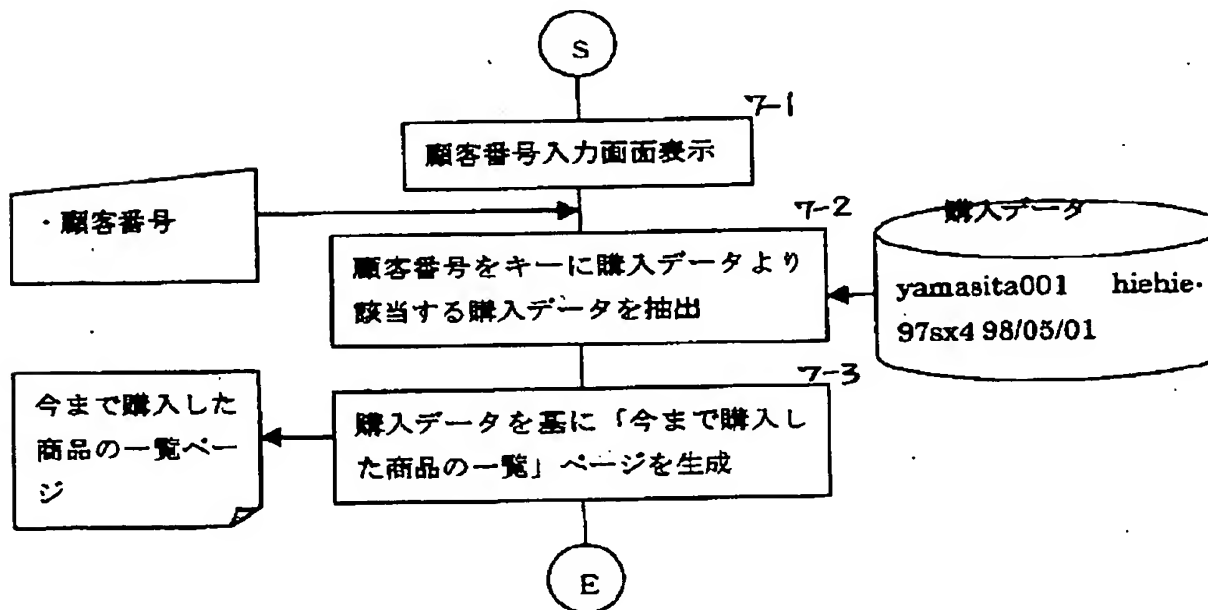 S
7-1
顧客番号入力画面表示
・顧客番号
7-2
購入データ
顧客番号をキーに購入データより
該当する購入データを抽出
yamasita001 hiehie・
97sx4 98/05/01
7-3
今まで購入した
商品の一覧ペー
ジ
購入データを基に「今まで購入し
た商品の一覧」ページを生成
E